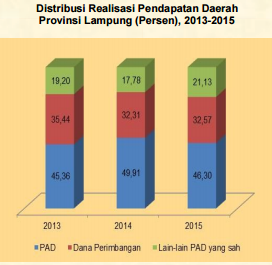 Distribusi Realisasi Pendapatan Daerah
Provinsi Lampung (Persen), 2013-2015
19,20 17,78 21,13
35,44 32,31 32,57
45,36 49,91 46,30
2013 2014 2015
PAD Dana Perimbangan Lain-lain PAD yang sah